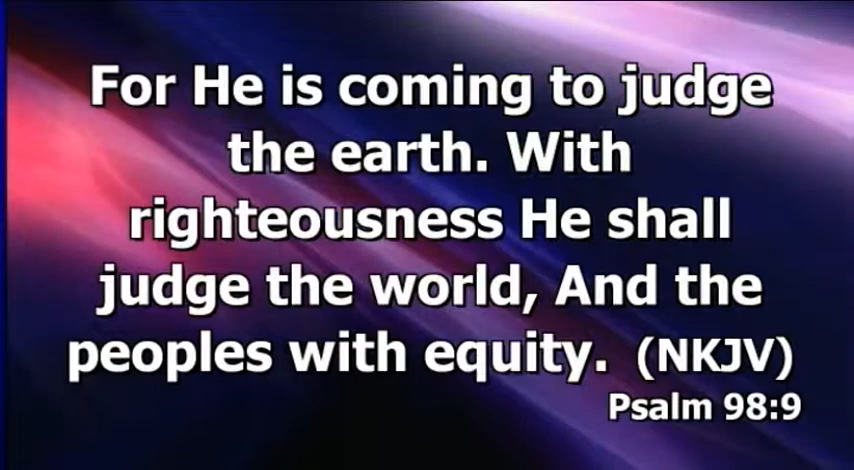 For He is coming to judge
the earth. With
righteousness He shall
judge the world, And the
peoples with equity. (NKJV)
Psalm 98:9